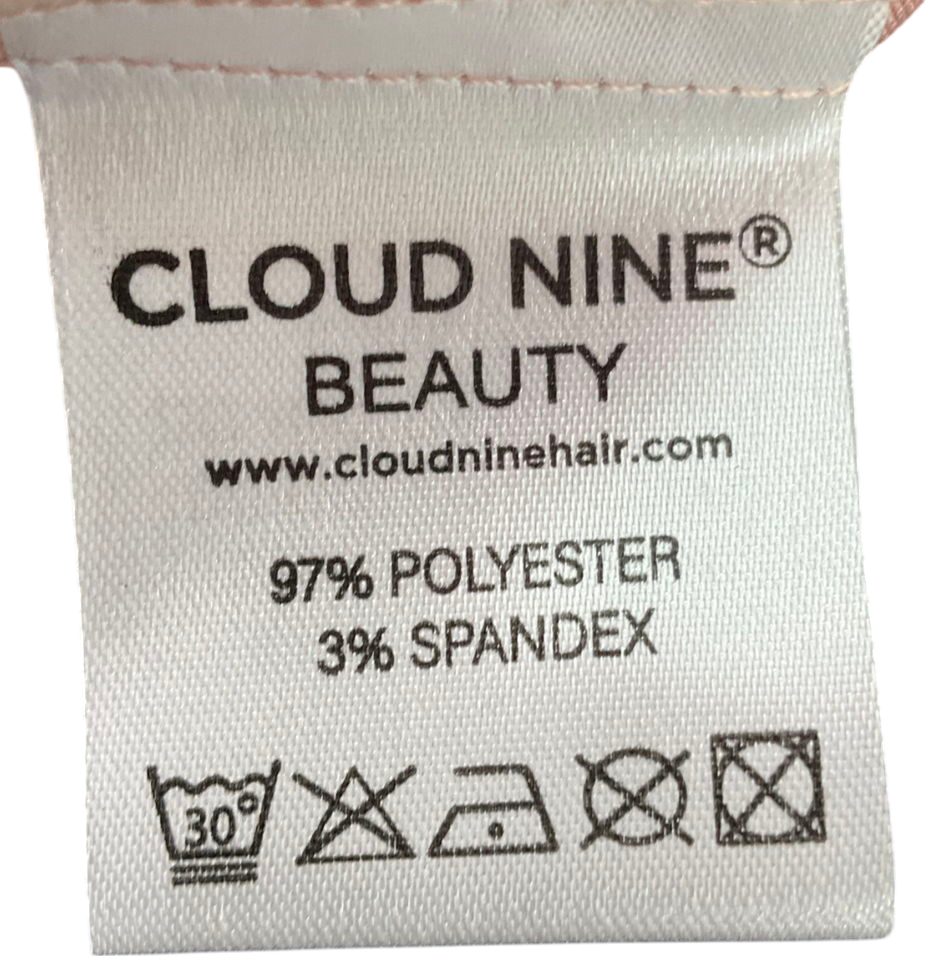 CLOUD NINE®
BEAUTY
www.cloudninehair.com
97% POLYESTER
3% SPANDEX
30°